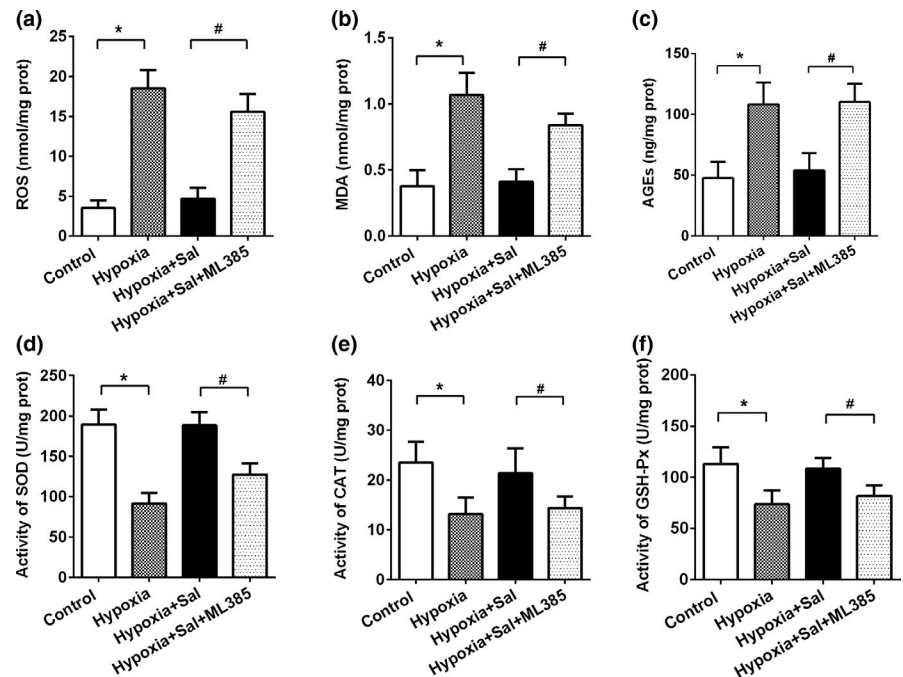 (a)
ROS (nmol/mg prot)
25
20
15
10
5
0
*
#
Control
Hypoxia
Hypoxia+Sal
Hypoxia+Sal+ML385
(b)
MDA (nmol/mg prot)
1.5
1.0
0.5
0.0
*
#
Control
Hypoxia
Hypoxia+Sal
Hypoxia+Sal+ML385
(c)
AGEs (ng/mg prot)
150
100
50
0
*
#
Control
Hypoxia
Hypoxia+Sal
Hypoxia+Sal+ML385
(d)
Activity of SOD (U/mg prot)
250
200
150
100
50
0
*
#
Control
Hypoxia
Hypoxia+Sal
Hypoxia+Sal+ML385
(e)
Activity of CAT (U/mg prot)
40
30
20
10
0
*
#
Control
Hypoxia
Hypoxia+Sal
Hypoxia+Sal+ML385
(f)
Activity of GSH-Px (U/mg prot)
200
150
100
50
0
*
#
Control
Hypoxia
Hypoxia+Sal
Hypoxia+Sal+ML385